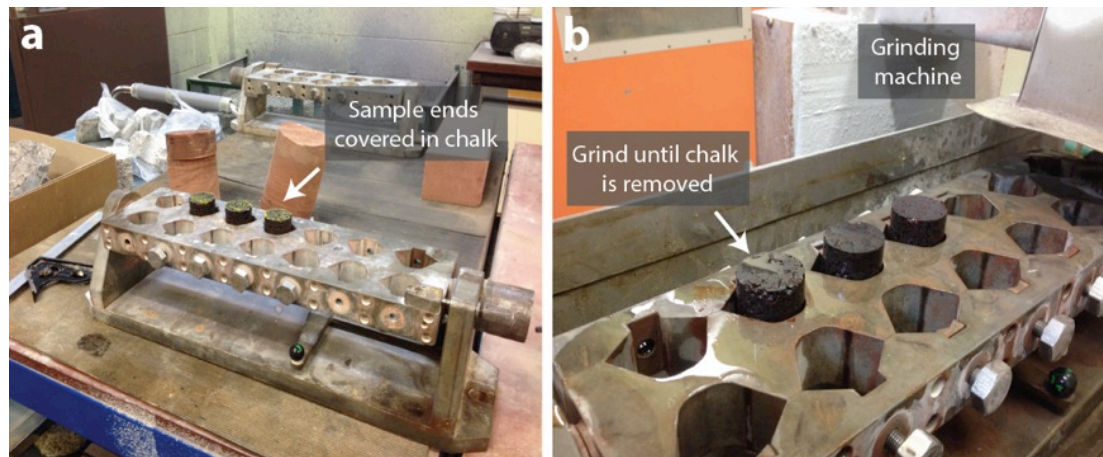 a
Sample ends
covered in chalk
b
Grinding
machine
Grind until chalk
is removed